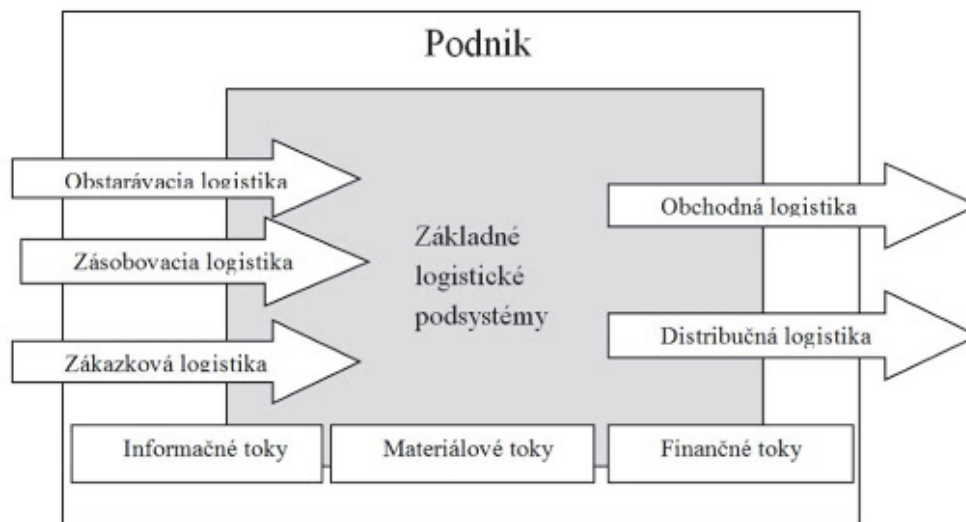 Podnik
Obstarávacia logistika
Zásobovacia logistika
Zákazková logistika
Základné
logistické
podsystémy
Obchodná logistika
Distribučná logistika
Informačné toky
Materiálové toky
Finančné toky